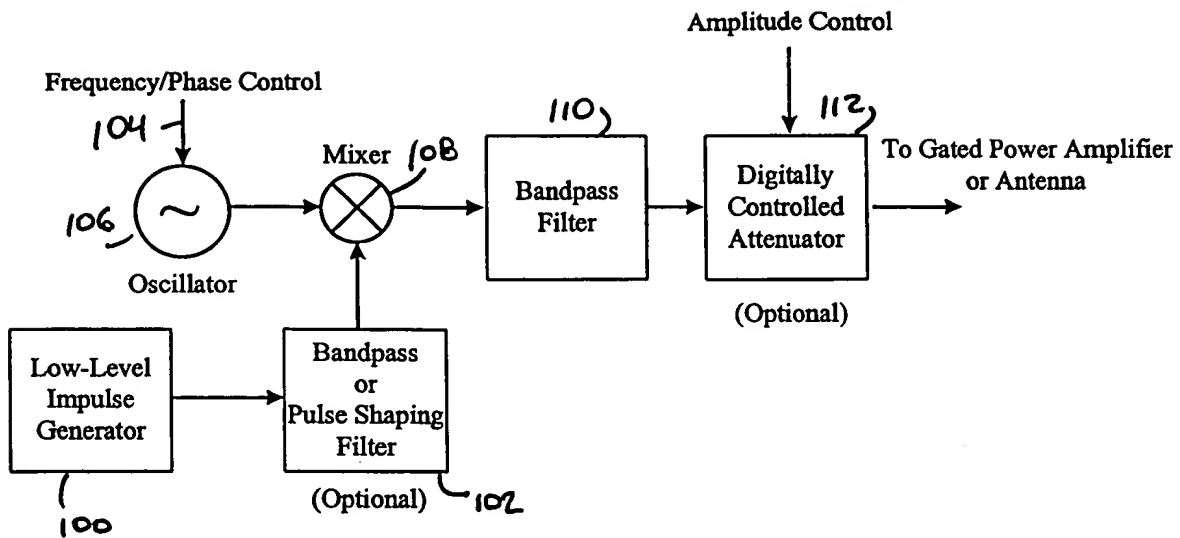 Amplitude Control
Frequency/Phase Control
104
110
112
Mixer
108
To Gated Power Amplifier
or Antenna
106
~
Oscillator
Bandpass
Filter
Digitally
Controlled
Attenuator
(Optional)
Low-Level
Impulse
Generator
Bandpass
or
Pulse Shaping
Filter
(Optional)
100
102